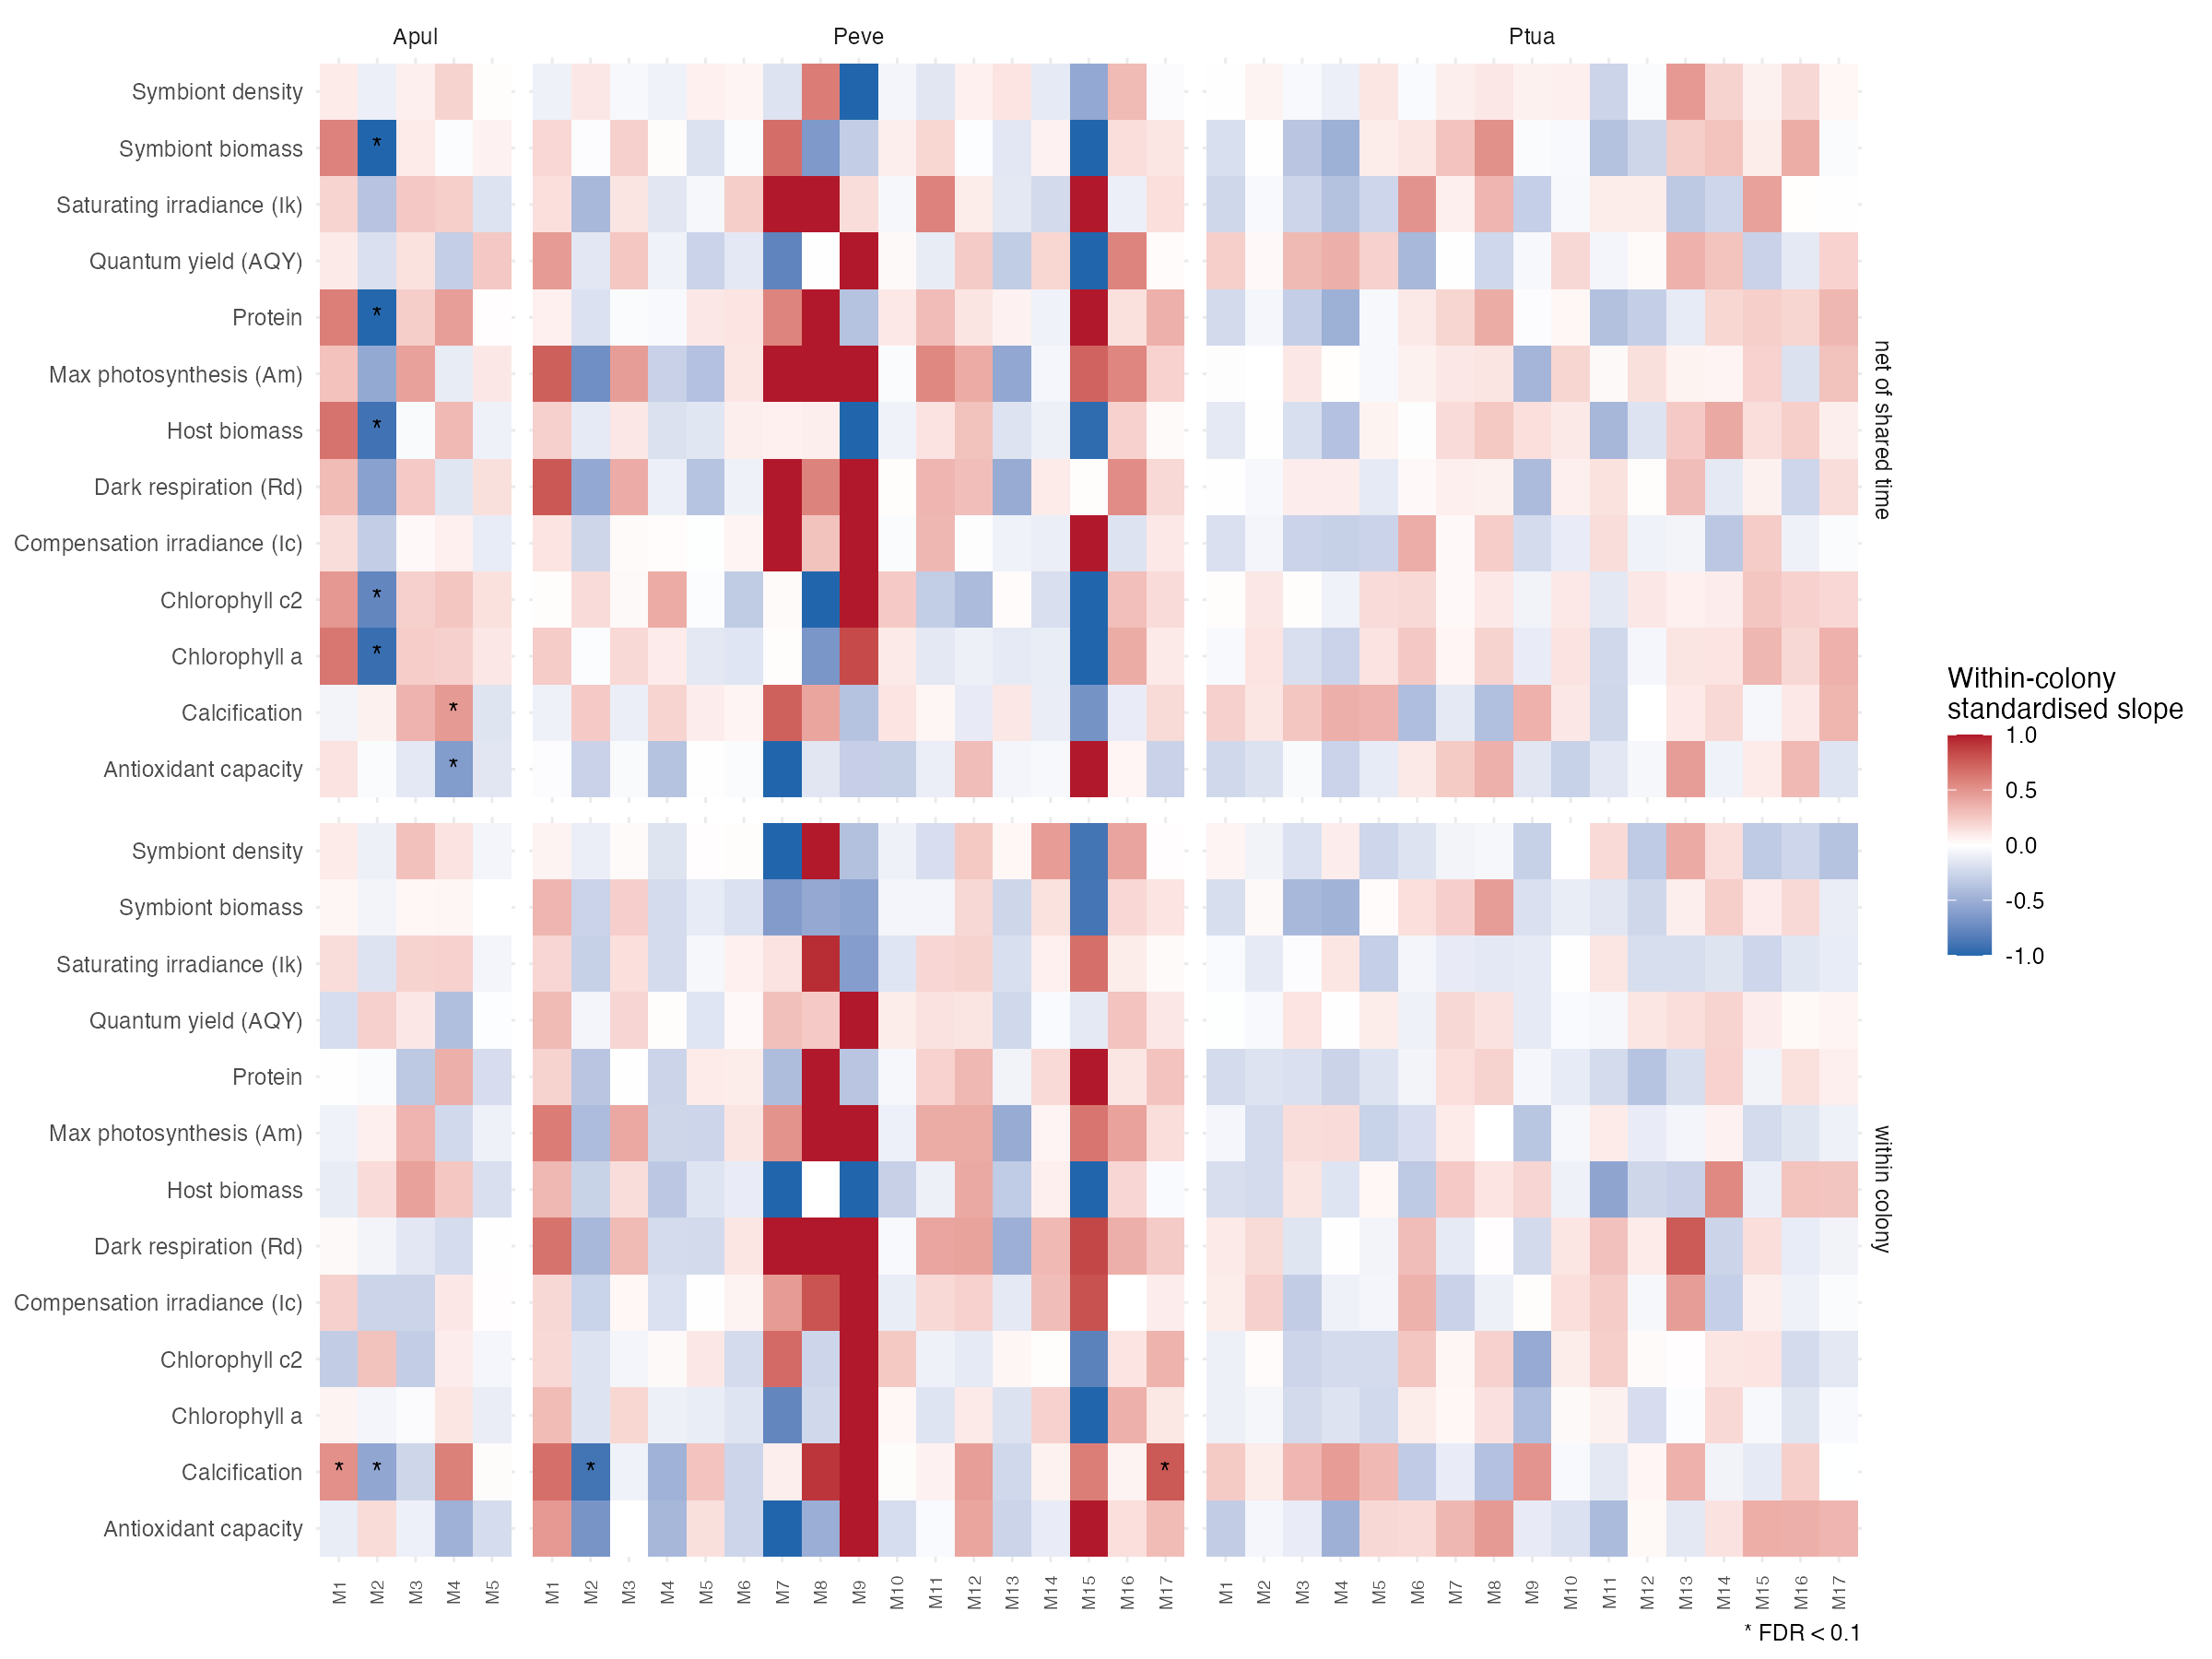 Apul Peve Ptua
Symbiont density
Symbiont biomass
*
Saturating irradiance (Ik)
Quantum yield (AQY)
Protein
*
Max photosynthesis (Am)
Host biomass
*
Dark respiration (Rd)
Compensation irradiance (Ic)
Chlorophyll c2
*
Chlorophyll a
*
Calcification
*
Antioxidant capacity
*
net of shared time
Symbiont density
Symbiont biomass
Saturating irradiance (Ik)
Quantum yield (AQY)
Protein
Max photosynthesis (Am)
Host biomass
Dark respiration (Rd)
Compensation irradiance (Ic)
Chlorophyll c2
Chlorophyll a
Calcification
* * * *
Antioxidant capacity
within colony
M1 M2 M3 M4 M5 M1 M2 M3 M4 M5 M6 M7 M8 M9 M10 M11 M12 M13 M14 M15 M16 M17 M1 M2 M3 M4 M5 M6 M7 M8 M9 M10 M11 M12 M13 M14 M15 M16 M17
* FDR < 0.1
Within-colony
standardised slope
1.0
0.5
0.0
-0.5
-1.0